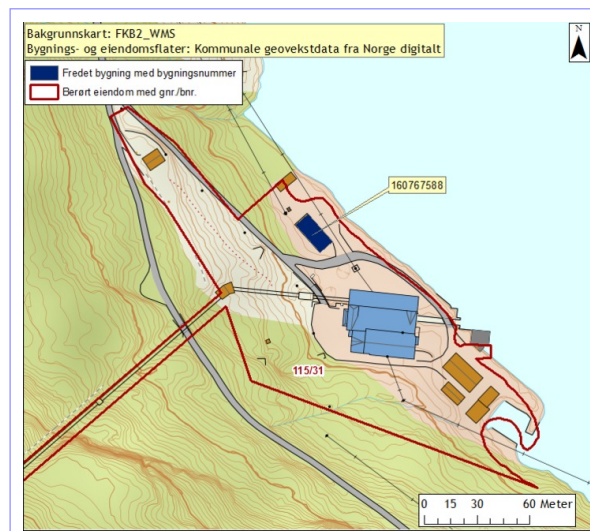 Bakgrunnskart: FKB2_WMS
Bygnings- og eiendomsflater: Kommunale geovekstdata fra Norge digitalt
N
Fredet bygning med bygningsnummer
Berørt eiendom med gnr./bnr.
160767588
115/31
0 15 30 60 Meter